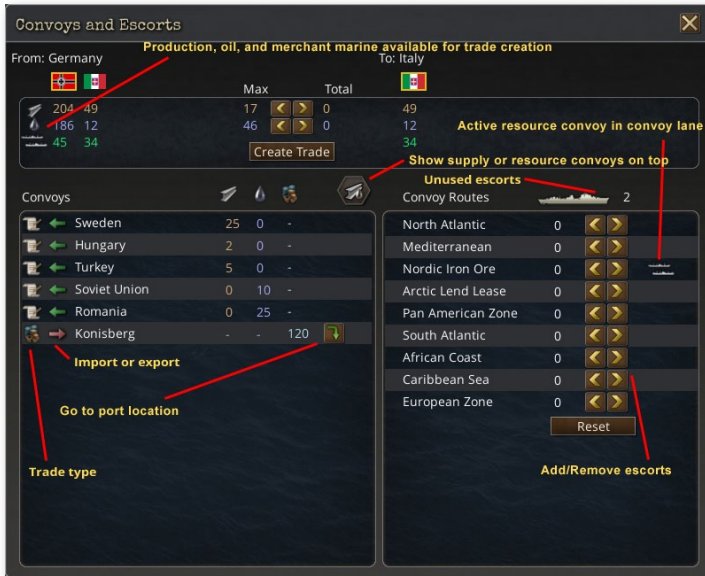 Convoys and Escorts
Production, oil, and merchant marine available for trade creation
From: Germany
To: Italy
Max Total
204 49 17 0 49
186 12 46 0 12
Active resource convoy in convoy lane
45 34 34
Create Trade
Show supply or resource convoys on top
Unused escorts
Convoys
Convoy Routes 2
Sweden 25 0 -
Hungary 2 0 -
Turkey 5 0 -
Soviet Union 0 10 -
Romania 0 25 -
Konisberg - - 120
Import or export
Go to port location
Trade type
North Atlantic 0
Mediterranean 0
Nordic Iron Ore 0
Arctic Lend Lease 0
Pan American Zone 0
South Atlantic 0
African Coast 0
Caribbean Sea 0
European Zone 0
Reset
Add/Remove escorts